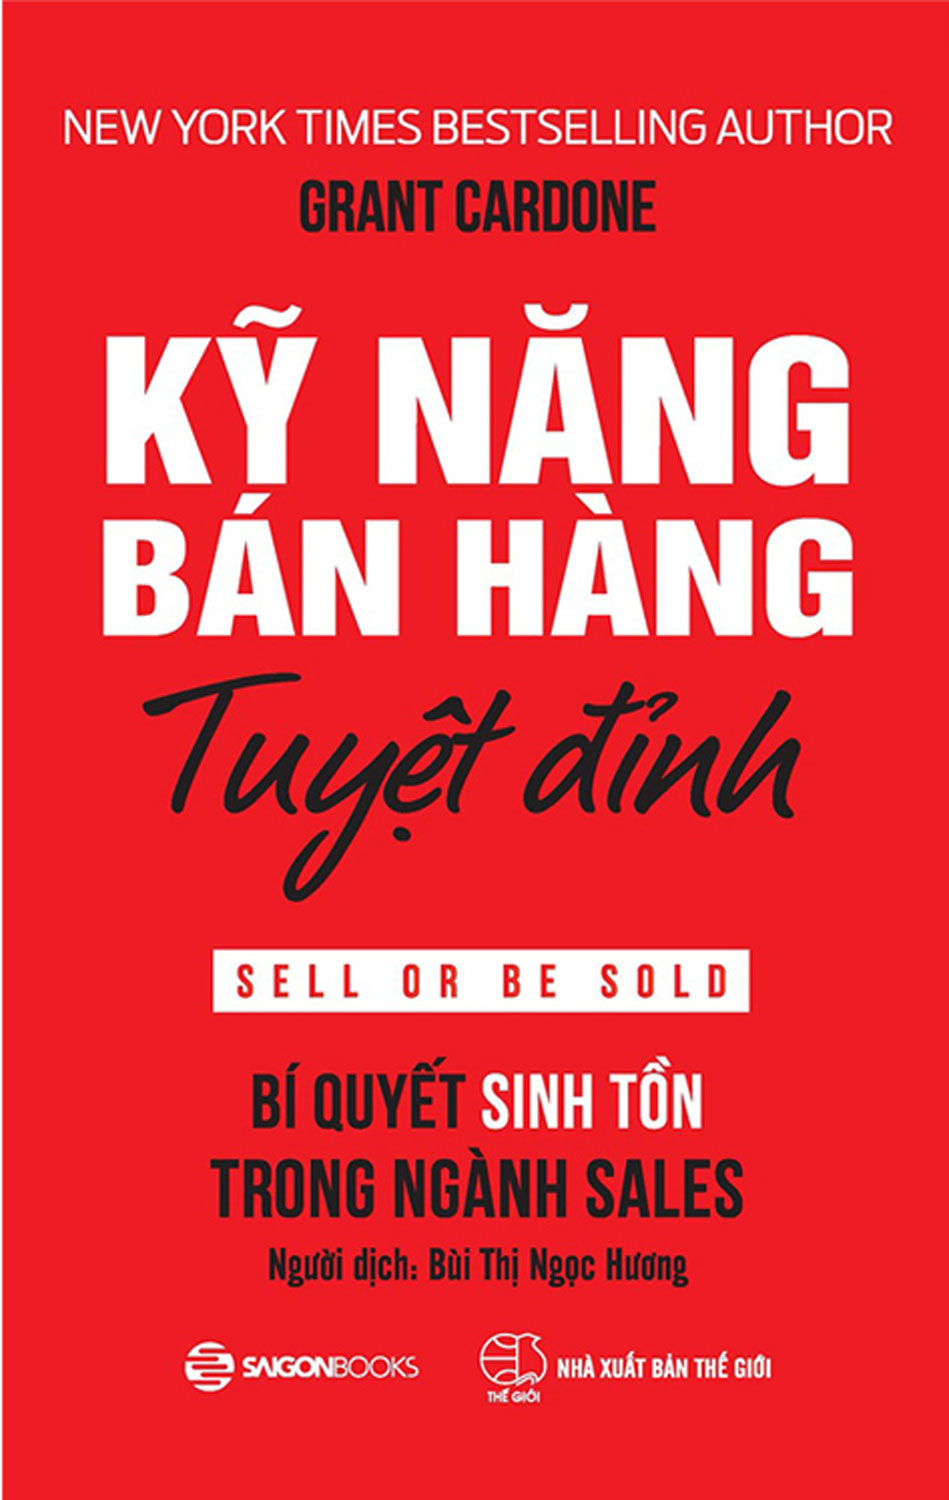 NEW YORK TIMES BESTSELLING AUTHOR
GRANT CARDONE
KỸ NĂNG
BÁN HÀNG
Tuyệt đỉnh
SELL OR BE SOLD
BÍ QUYẾT SINH TỒN
TRONG NGÀNH SALES
Người dịch: Bùi Thị Ngọc Hương
SAIGONBOOKS
THẾ GIỚI
NHÀ XUẤT BẢN THẾ GIỚI